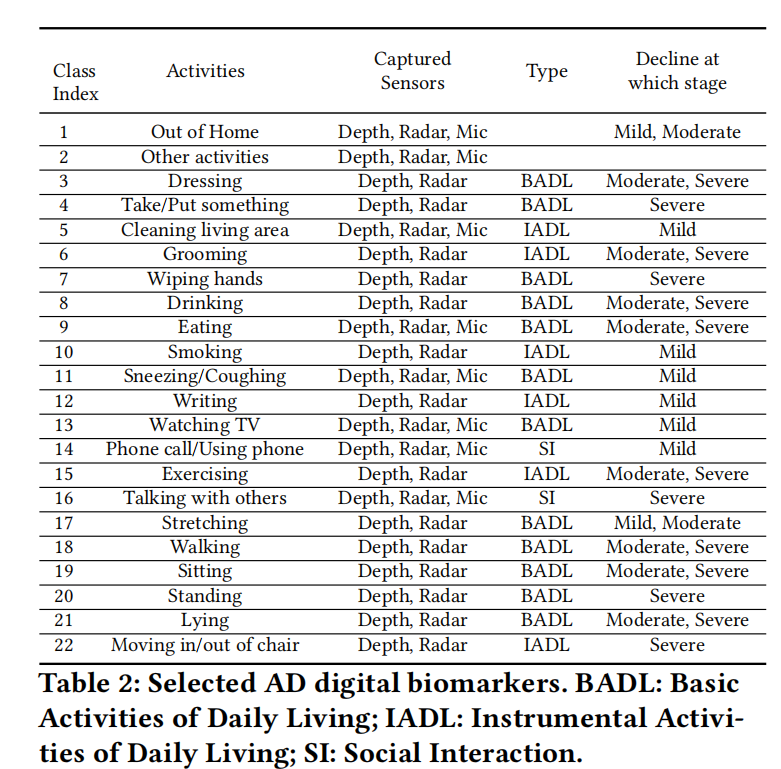 Class Index Activities Captured Sensors Type Decline at which stage
1 Out of Home Depth, Radar, Mic Mild, Moderate
2 Other activities Depth, Radar, Mic
3 Dressing Depth, Radar BADL Moderate, Severe
4 Take/Put something Depth, Radar BADL Severe
5 Cleaning living area Depth, Radar, Mic IADL Mild
6 Grooming Depth, Radar IADL Moderate, Severe
7 Wiping hands Depth, Radar BADL Severe
8 Drinking Depth, Radar BADL Moderate, Severe
9 Eating Depth, Radar, Mic BADL Moderate, Severe
10 Smoking Depth, Radar IADL Mild
11 Sneezing/Coughing Depth, Radar, Mic BADL Mild
12 Writing Depth, Radar IADL Mild
13 Watching TV Depth, Radar, Mic BADL Mild
14 Phone call/Using phone Depth, Radar, Mic SI Mild
15 Exercising Depth, Radar IADL Moderate, Severe
16 Talking with others Depth, Radar, Mic SI Severe
17 Stretching Depth, Radar BADL Mild, Moderate
18 Walking Depth, Radar BADL Moderate, Severe
19 Sitting Depth, Radar BADL Moderate, Severe
20 Standing Depth, Radar BADL Severe
21 Lying Depth, Radar BADL Moderate, Severe
22 Moving in/out of chair Depth, Radar IADL Severe
Table 2: Selected AD digital biomarkers. BADL: Basic
Activities of Daily Living; IADL: Instrumental Activi-
ties of Daily Living; SI: Social Interaction.